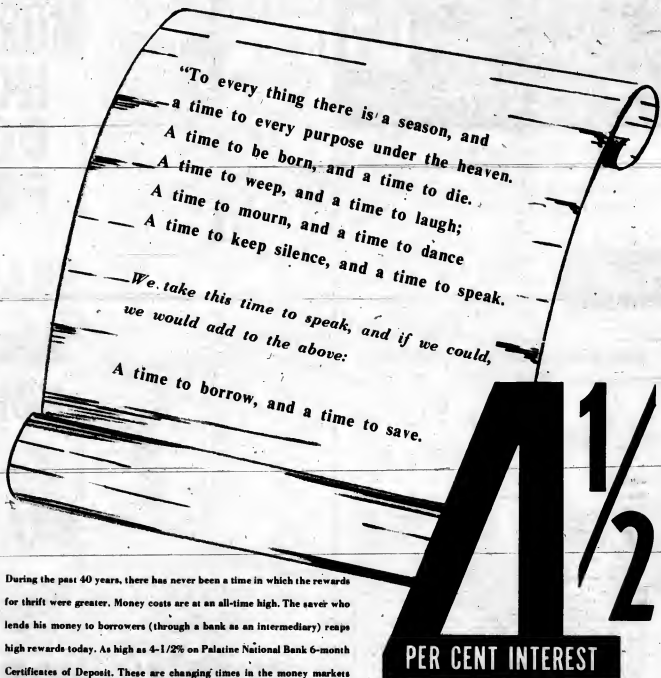 “To every thing there is a season, and
a time to every purpose under the heaven.
A time to be born, and a time to die.
A time to weep, and a time to laugh;
A time to mourn, and a time to dance
A time to keep silence, and a time to speak.
We take this time to speak, and if we could,
we would add to the above:
A time to borrow, and a time to save.
4 1/2
PER CENT INTEREST
During the past 40 years, there has never been a time in which the rewards
for thrift were greater. Money costs are at an all-time high. The saver who
lends his money to borrowers (through a bank as an intermediary) reaps
high rewards today. As high as 4-1/2% on Palatine National Bank 6-month
Certificates of Deposit. These are changing times in the money markets